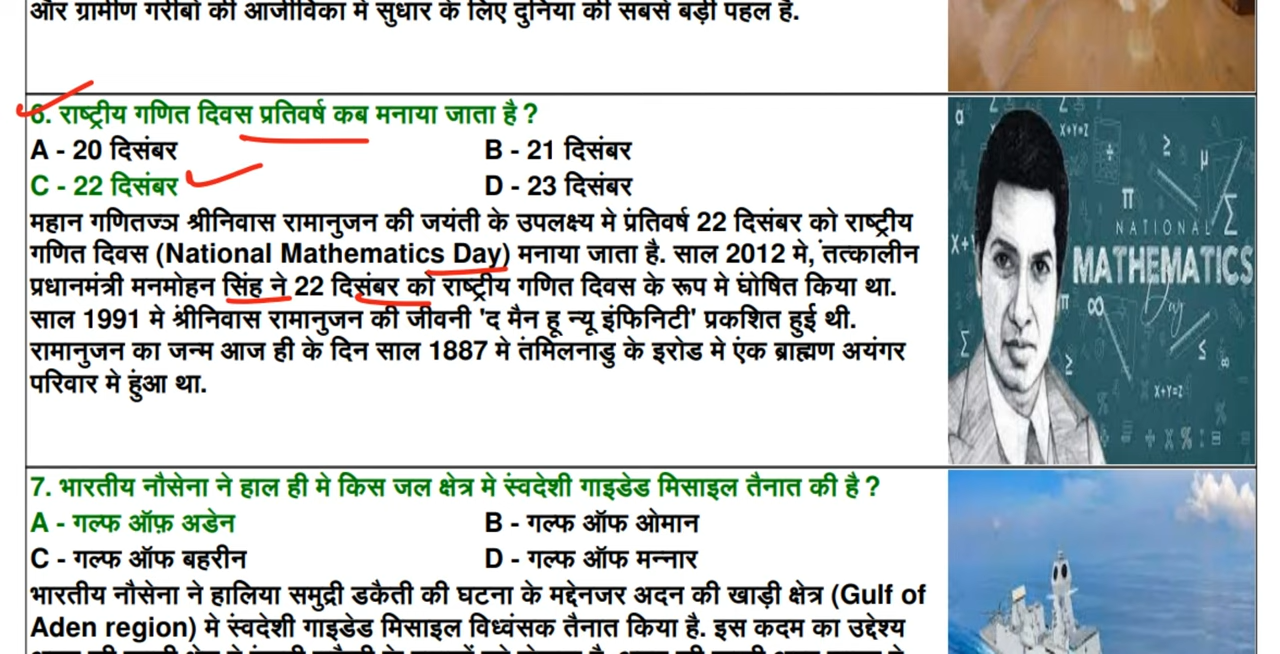 और ग्रामीण गरीबों की आजीविका में सुधार के लिए दुनिया की सबसे बड़ी पहल है.
6. राष्ट्रीय गणित दिवस प्रतिवर्ष कब मनाया जाता है ?
A - 20 दिसंबर
B - 21 दिसंबर
C - 22 दिसंबर
D - 23 दिसंबर
महान गणितज्ञ श्रीनिवास रामानुजन की जयंती के उपलक्ष्य मे प्रंतिवर्ष 22 दिसंबर को राष्ट्रीय
गणित दिवस (National Mathematics Day) मनाया जाता है. साल 2012 मे, ंतत्कालीन
प्रधानमंत्री मनमोहन सिंह ने 22 दिसंबर को राष्ट्रीय गणित दिवस के रूप मे घंोषित किया था.
साल 1991 मे श्रंीनिवास रामानुजन की जीवनी 'द मैन हू न्यू इंफिनिटी' प्रकशित हुई थी.
रामानुजन का जन्म आज ही के दिन साल 1887 मे तंमिलनाडु के इरोड मे एंक ब्राह्मण अयंगर
परिवार मे हुंआ था.
NATIONAL
MATHEMATICS
Day
X+Y=Z
X+Y=Z
7. भारतीय नौसेना ने हाल ही मे किस जल क्षेत्र मे स्ंवदेशी गाइडेड मिसाइल तैनात की है ?
A - गल्फ ऑफ़ अडेन
B - गल्फ ऑफ ओमान
C - गल्फ ऑफ बहरीन
D - गल्फ ऑफ मन्नार
भारतीय नौसेना ने हालिया समुद्री डकैती की घटना के मद्देनजर अदन की खाड़ी क्षेत्र (Gulf of
Aden region) मे स्ंवदेशी गाइडेड मिसाइल विध्वंसक तैनात किया है. इस कदम का उद्देश्य